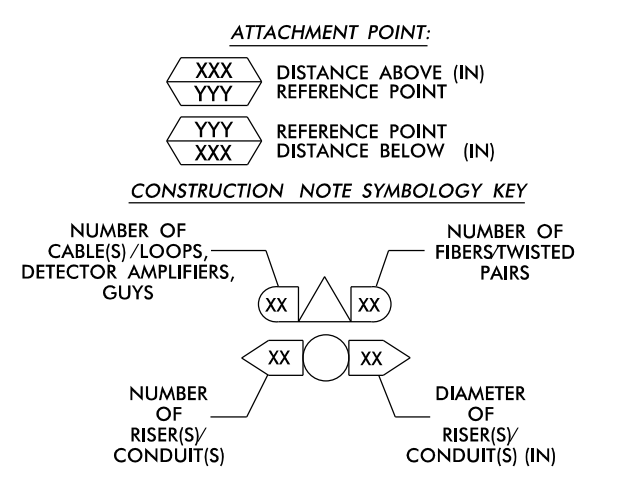 ATTACHMENT POINT:
XXX
YYY
DISTANCE ABOVE (IN)
REFERENCE POINT
YYY
XXX
REFERENCE POINT
DISTANCE BELOW (IN)
CONSTRUCTION NOTE SYMBOLOGY KEY
NUMBER OF
CABLE(S)/LOOPS,
DETECTOR AMPLIFIERS,
GUYS
NUMBER OF
FIBERS/TWISTED
PAIRS
XX
XX
XX
XX
NUMBER
OF
RISER(S)/
CONDUIT(S)
DIAMETER
OF
RISER(S)/
CONDUIT(S) (IN)